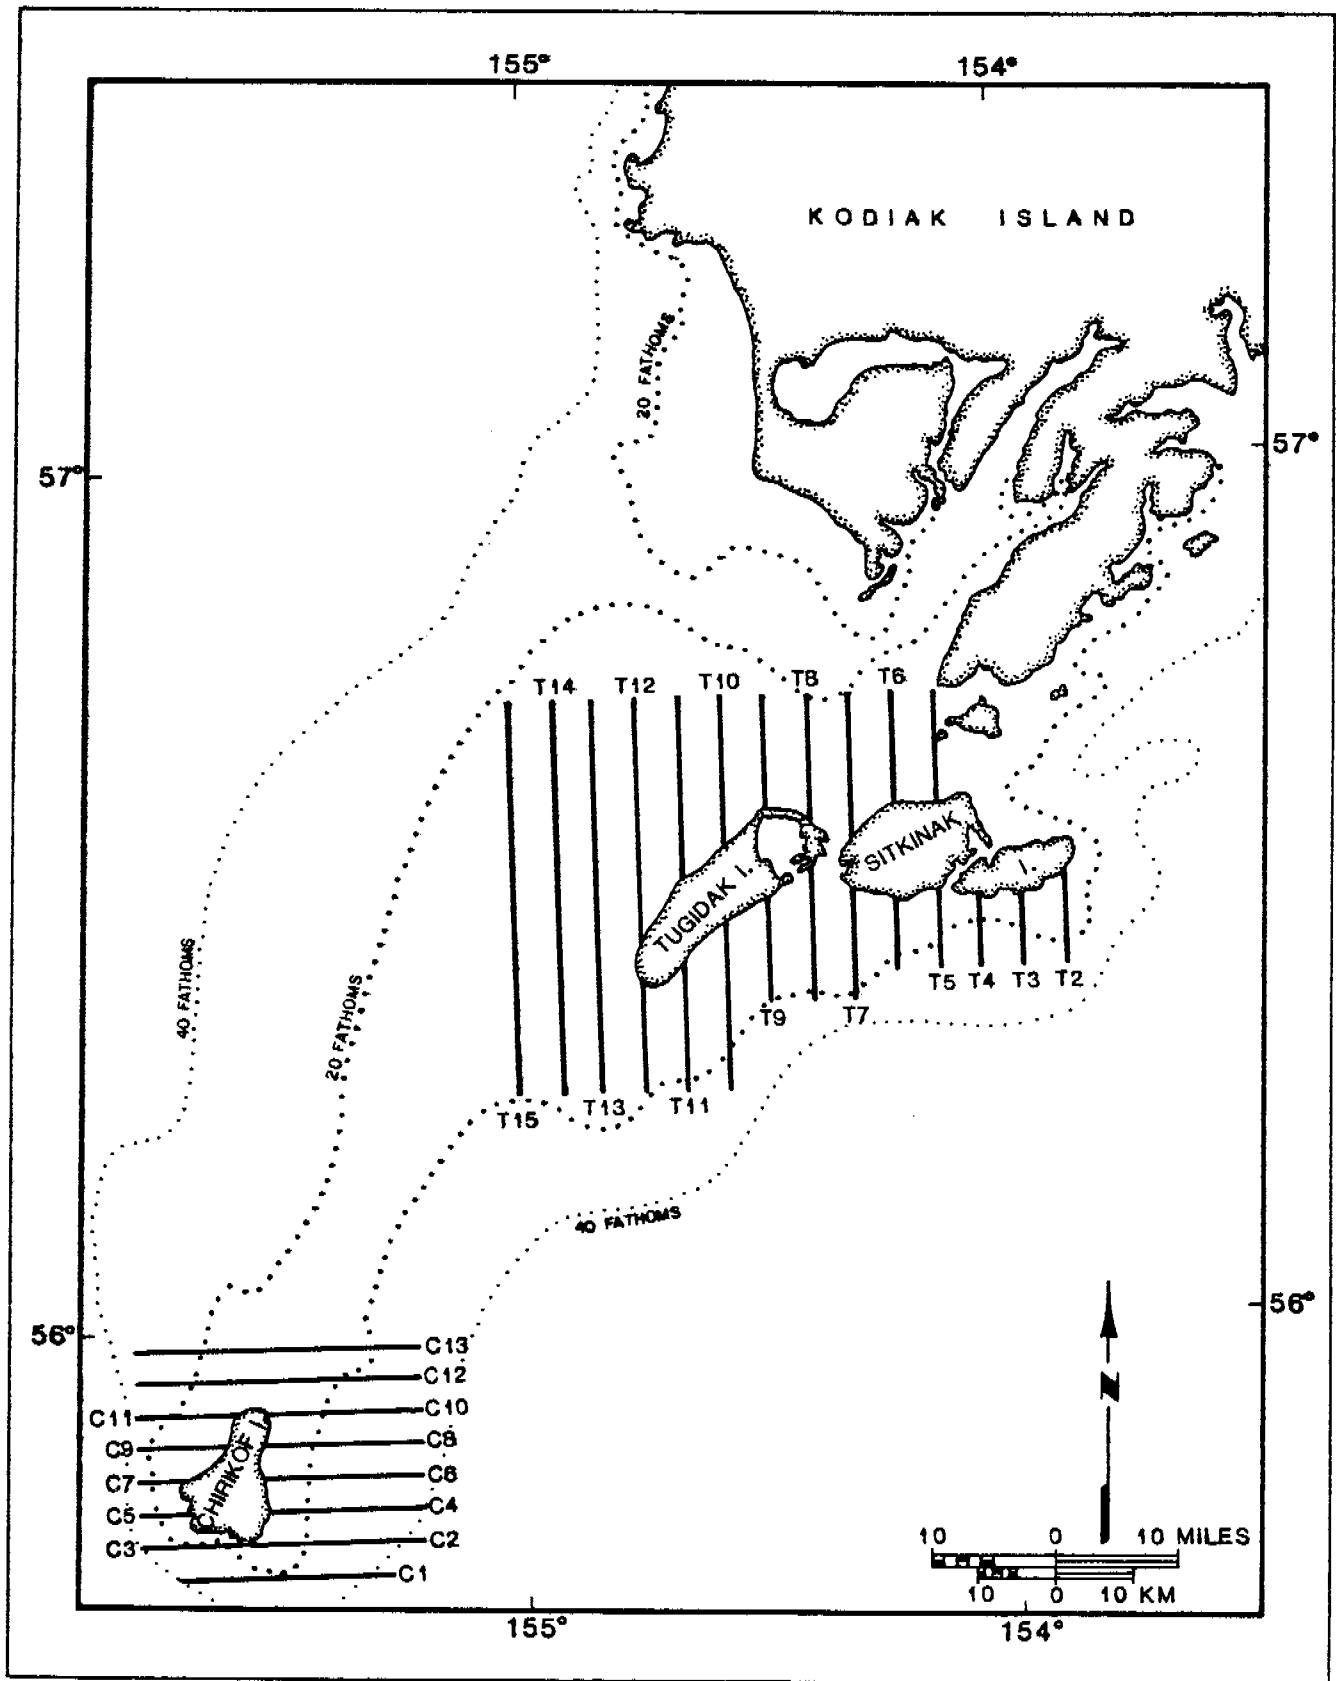 155° 154°
KODIAK ISLAND
20 FATHOMS
57° 57°
T14 T12 T10 T8 T6
SITKINAK I.
TUGIDAK I.
40 FATHOMS
20 FATHOMS
T5 T4 T3 T2
T9 T7
T15 T13 T11
40 FATHOMS
56° 56°
C13
C12
C11 C10
C9 C8
CHIRIKOF I.
C7 C6
C5 C4
C3 C2
C1
N
10 0 10 MILES
10 0 10 KM
155° 154°